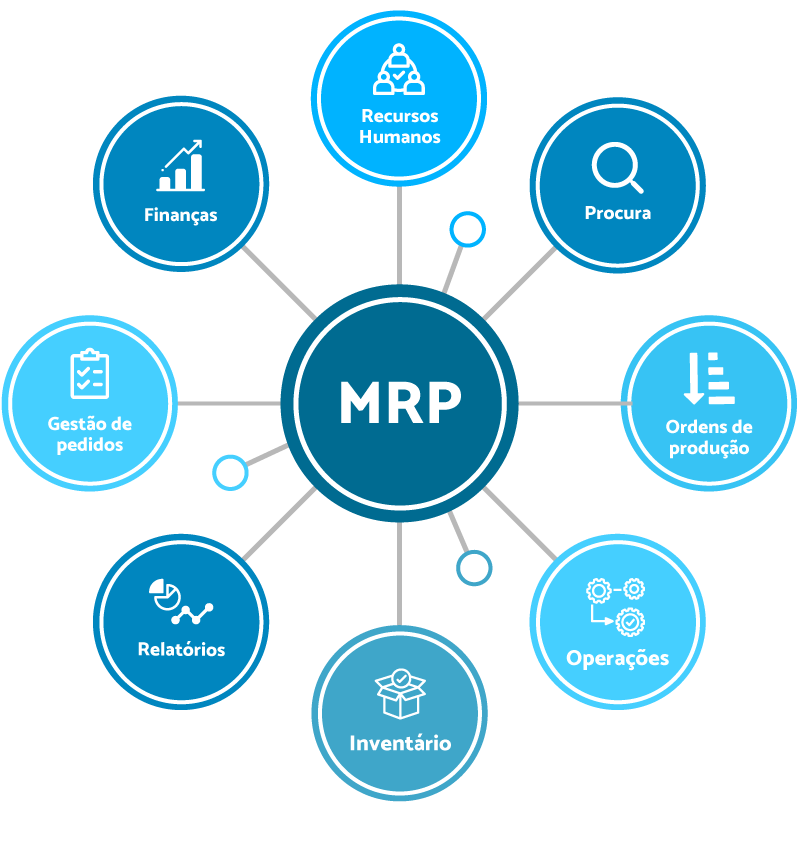 Recursos
Humanos
Finanças
Procura
MRP
Gestão de
pedidos
Ordens de
produção
Relatórios
Operações
Inventário